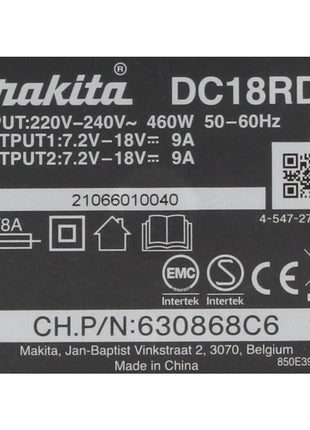 makita® DC18RD
PUT:220V–240V~ 460W 50–60Hz
TPUT1:7.2V–18V⎓ 9A
TPUT2:7.2V–18V⎓ 9A
21066010040
4-547-27
/8A
EMC
Intertek
S
Intertek
CH.P/N:630868C6
Makita, Jan-Baptist Vinkstraat 2, 3070, Belgium
Made in China
850E39